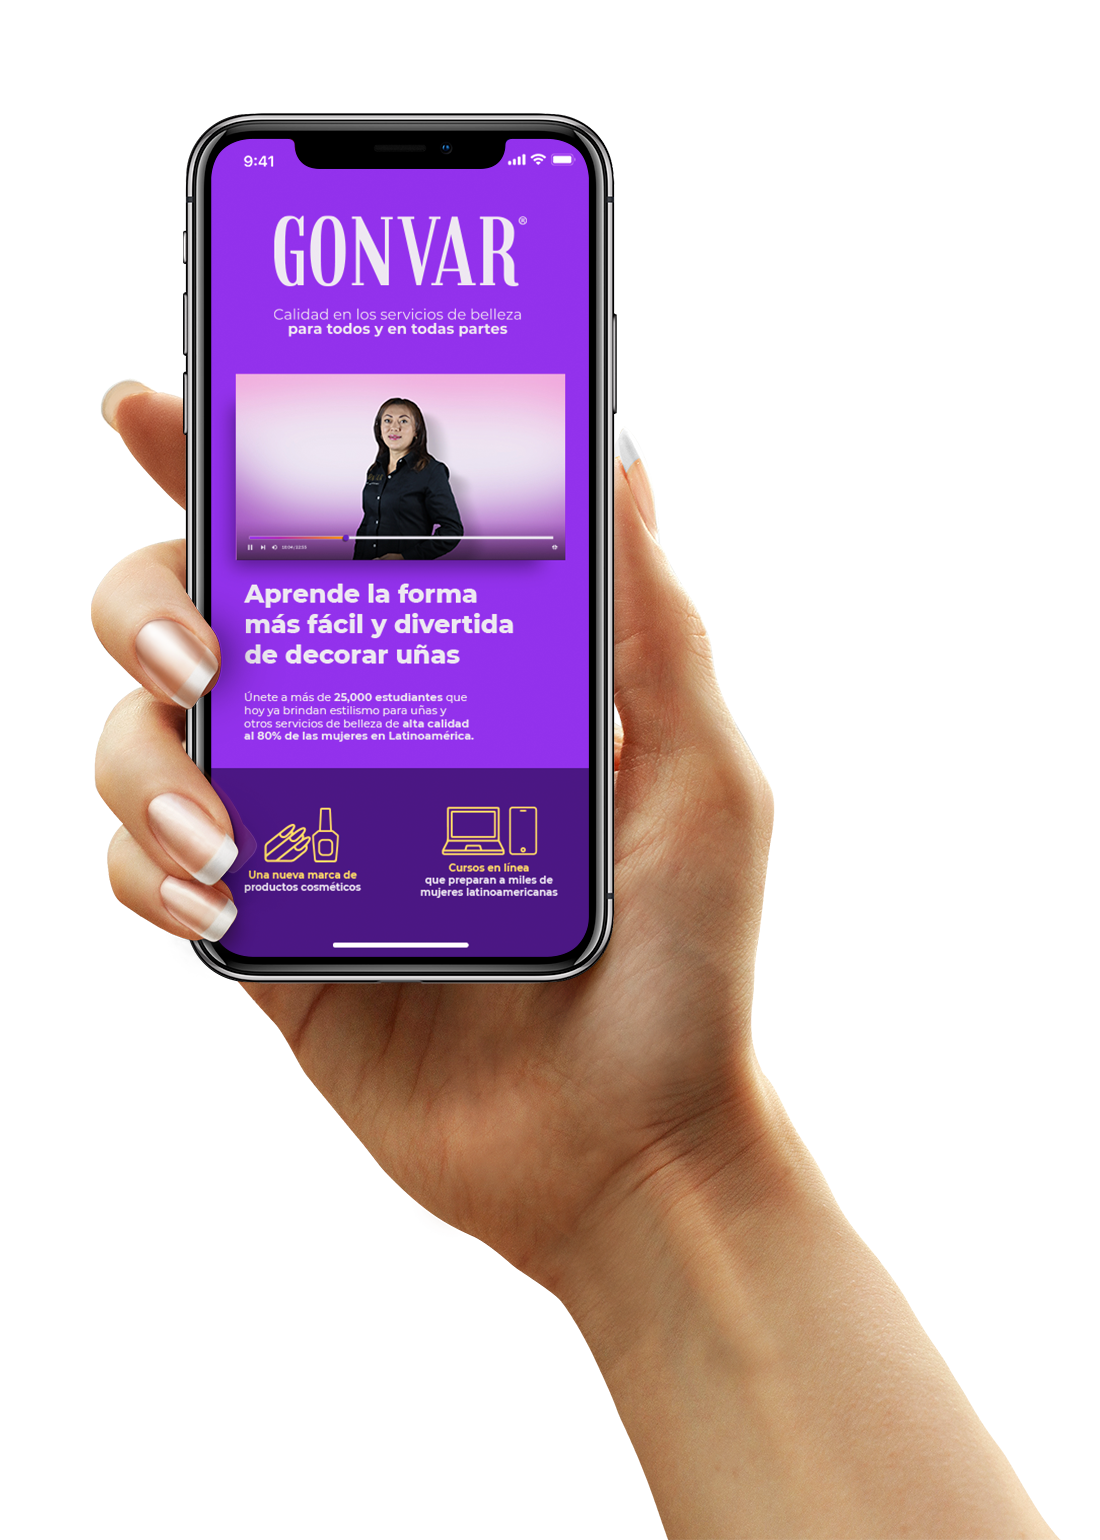 9:41
GONVAR®
Calidad en los servicios de belleza
para todos y en todas partes
Aprende la forma
más fácil y divertida
de decorar uñas
Únete a más de 25,000 estudiantes que
hoy ya brindan estilismo para uñas y
otros servicios de belleza de alta calidad
al 80% de las mujeres en Latinoamérica.
Una nueva marca de
productos cosméticos
Cursos en línea
que preparan a miles de
mujeres latinoamericanas